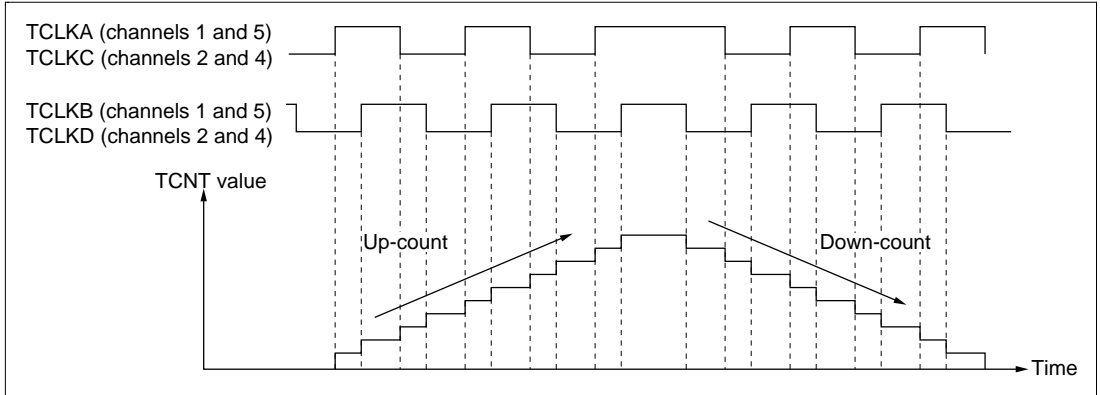 TCLKA (channels 1 and 5)
TCLKC (channels 2 and 4)
TCLKB (channels 1 and 5)
TCLKD (channels 2 and 4)
TCNT value
Up-count
Down-count
Time